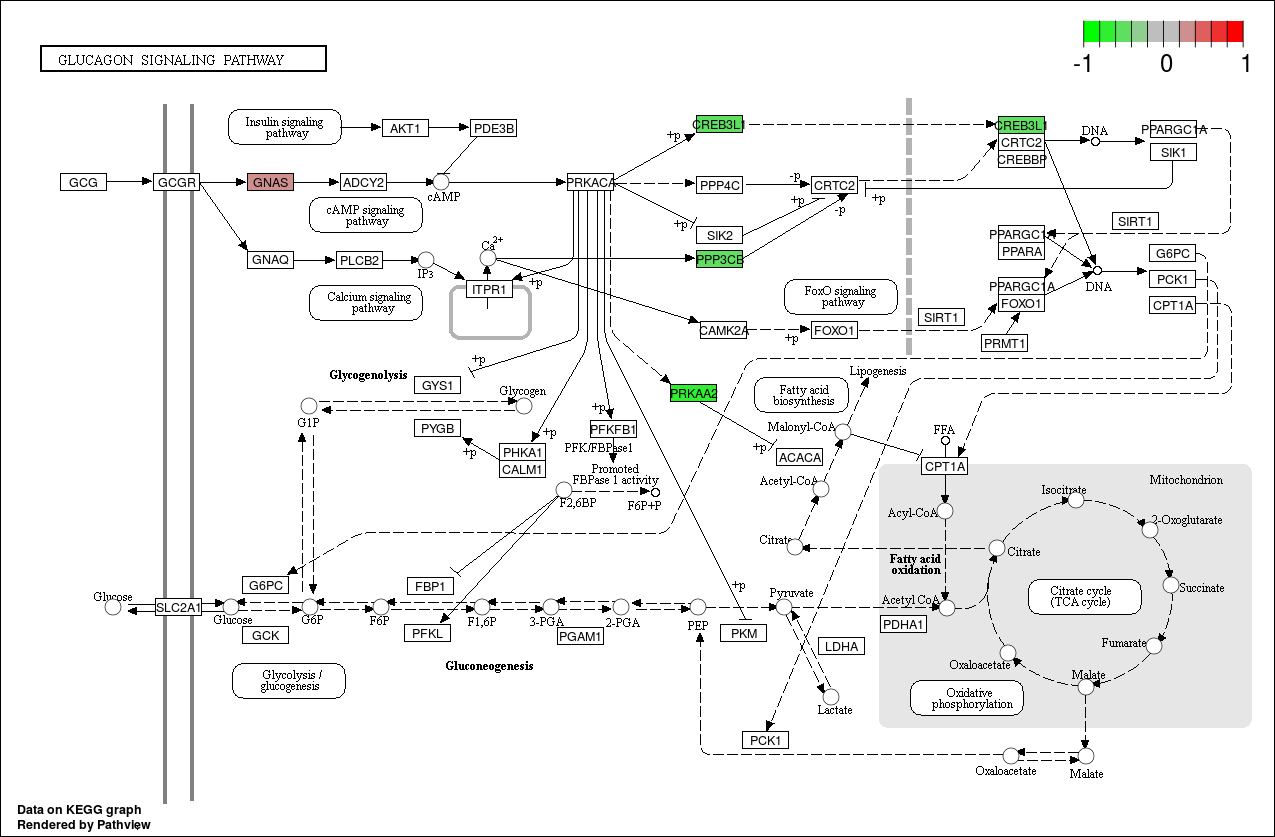 -1 0 1
GLUCAGON SIGNALING PATHWAY
Insulin signaling
pathway
AKT1
PDE3B
CREB3L1
+p
CREB3L1
CRTC2
CREBBP
DNA
PPARGC1A
SIK1
GCG
GCGR
GNAS
ADCY2
cAMP
PRKACA
PPP4C
-p
CRTC2
+p
+p
-p
cAMP signaling
pathway
+p
SIK2
SIRT1
GNAQ
PLCB2
IP3
Ca2+
PPP3CB
PPARGC1
PPARA
G6PC
ITPR1
+p
DNA
PCK1
Calcium signaling
pathway
FoxO signaling
pathway
PPARGC1A
FOXO1
CPT1A
SIRT1
CAMK2A
+p
FOXO1
PRMT1
+p
Glycogenolysis
GYS1
Glycogen
PRKAA2
Fatty acid
biosynthesis
Lipogenesis
G1P
+p
PYGB
+p
PHKA1
CALM1
+p
PFKFB1
PFK/FBPase1
Malonyl-CoA
FFA
+p
ACACA
CPT1A
Promoted
FBPase 1 activity
Acetyl-CoA
Mitochondrion
F2,6BP
F6P+P
Acyl-CoA
Isocitrate
2-Oxoglutarate
Citrate
Fatty acid
oxidation
Citrate
G6PC
FBP1
+p
Citrate cycle
(TCA cycle)
Succinate
Glucose
SLC2A1
Glucose
G6P
F6P
F1,6P
3-PGA
2-PGA
PEP
Pyruvate
Acetyl CoA
GCK
PFKL
PGAM1
PKM
PDHA1
LDHA
Fumarate
Gluconeogenesis
Oxaloacetate
Malate
Glycolysis /
glucogenesis
Oxidative
phosphorylation
Lactate
PCK1
Oxaloacetate
Malate
Data on KEGG graph
Rendered by Pathview